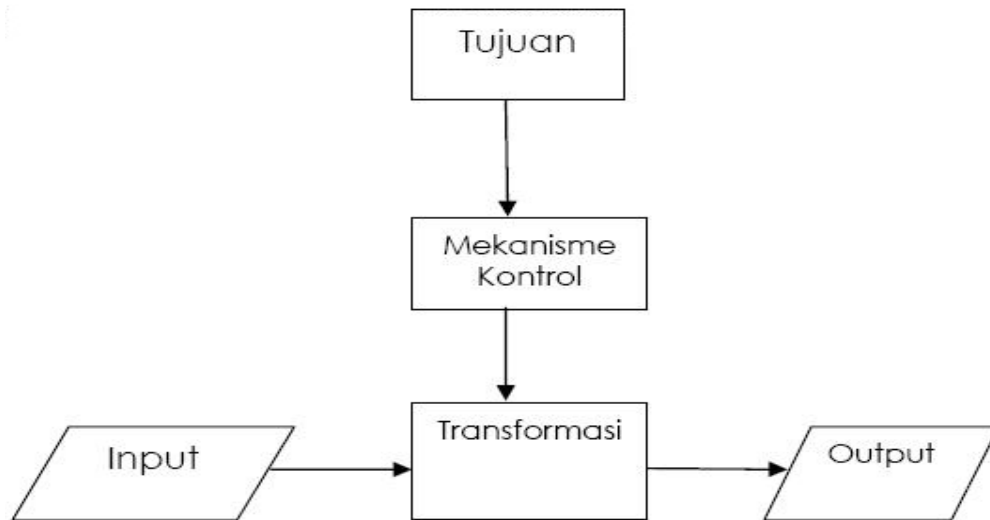 Tujuan
Mekanisme
Kontrol
Input
Transformasi
Output